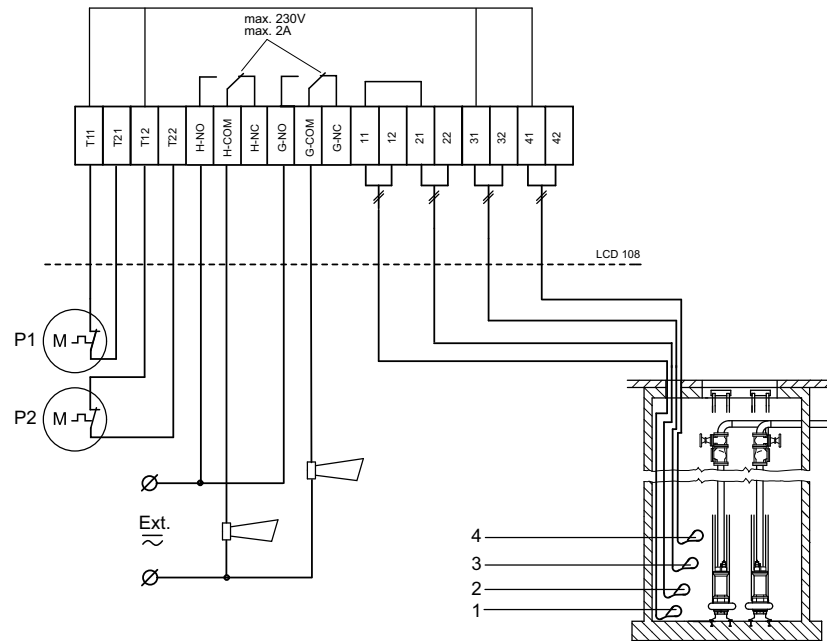 max. 230V
max. 2A
T11 T21 T12 T22 H-NO H-COM H-NC G-NO G-COM G-NC 11 12 21 22 31 32 41 42
LCD 108
P1 M
P2 M
Ext.
4
3
2
1